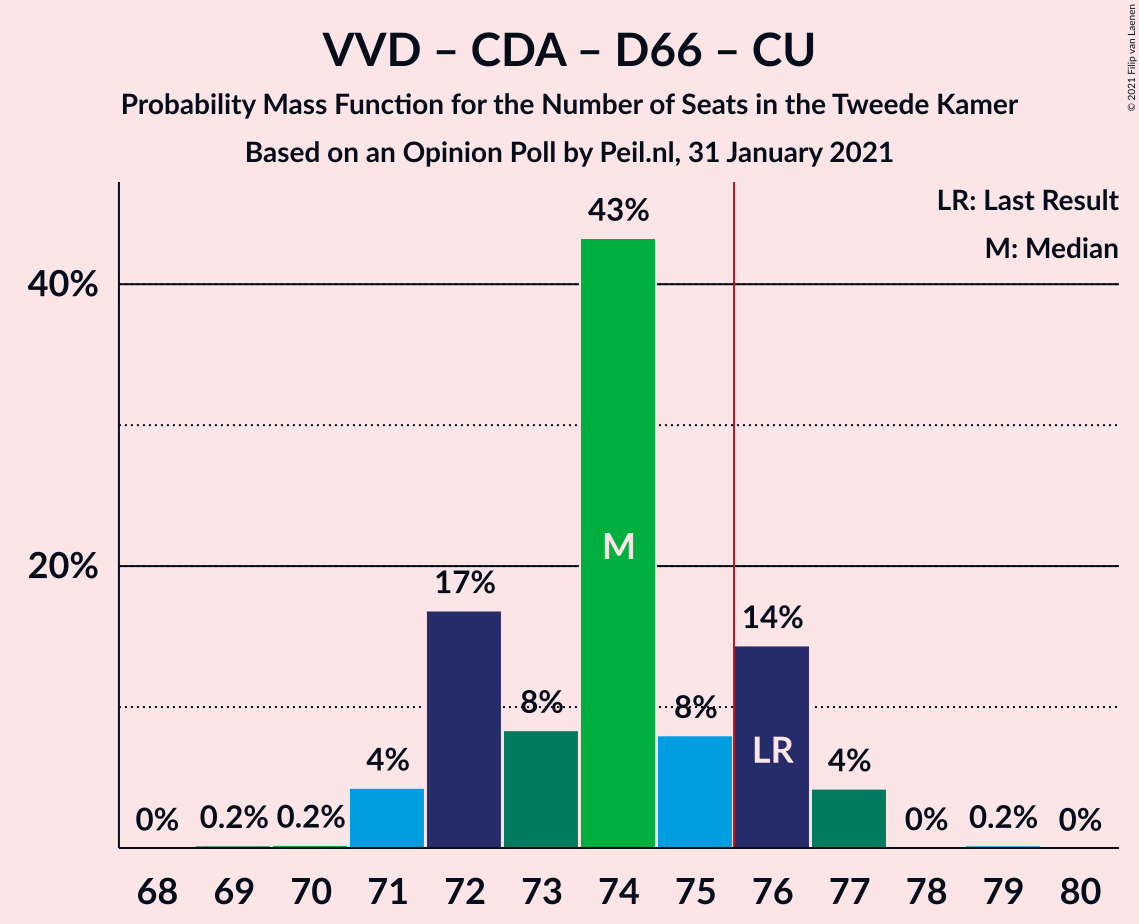 VVD – CDA – D66 – CU
Probability Mass Function for the Number of Seats in the Tweede Kamer
Based on an Opinion Poll by Peil.nl, 31 January 2021
© 2021 Filip van Laenen
LR: Last Result
M: Median
43%
40%
M
20%
17%
14%
8%
8%
LR
4%
4%
0%
0.2%
0.2%
0%
0.2%
0%
68 69 70 71 72 73 74 75 76 77 78 79 80